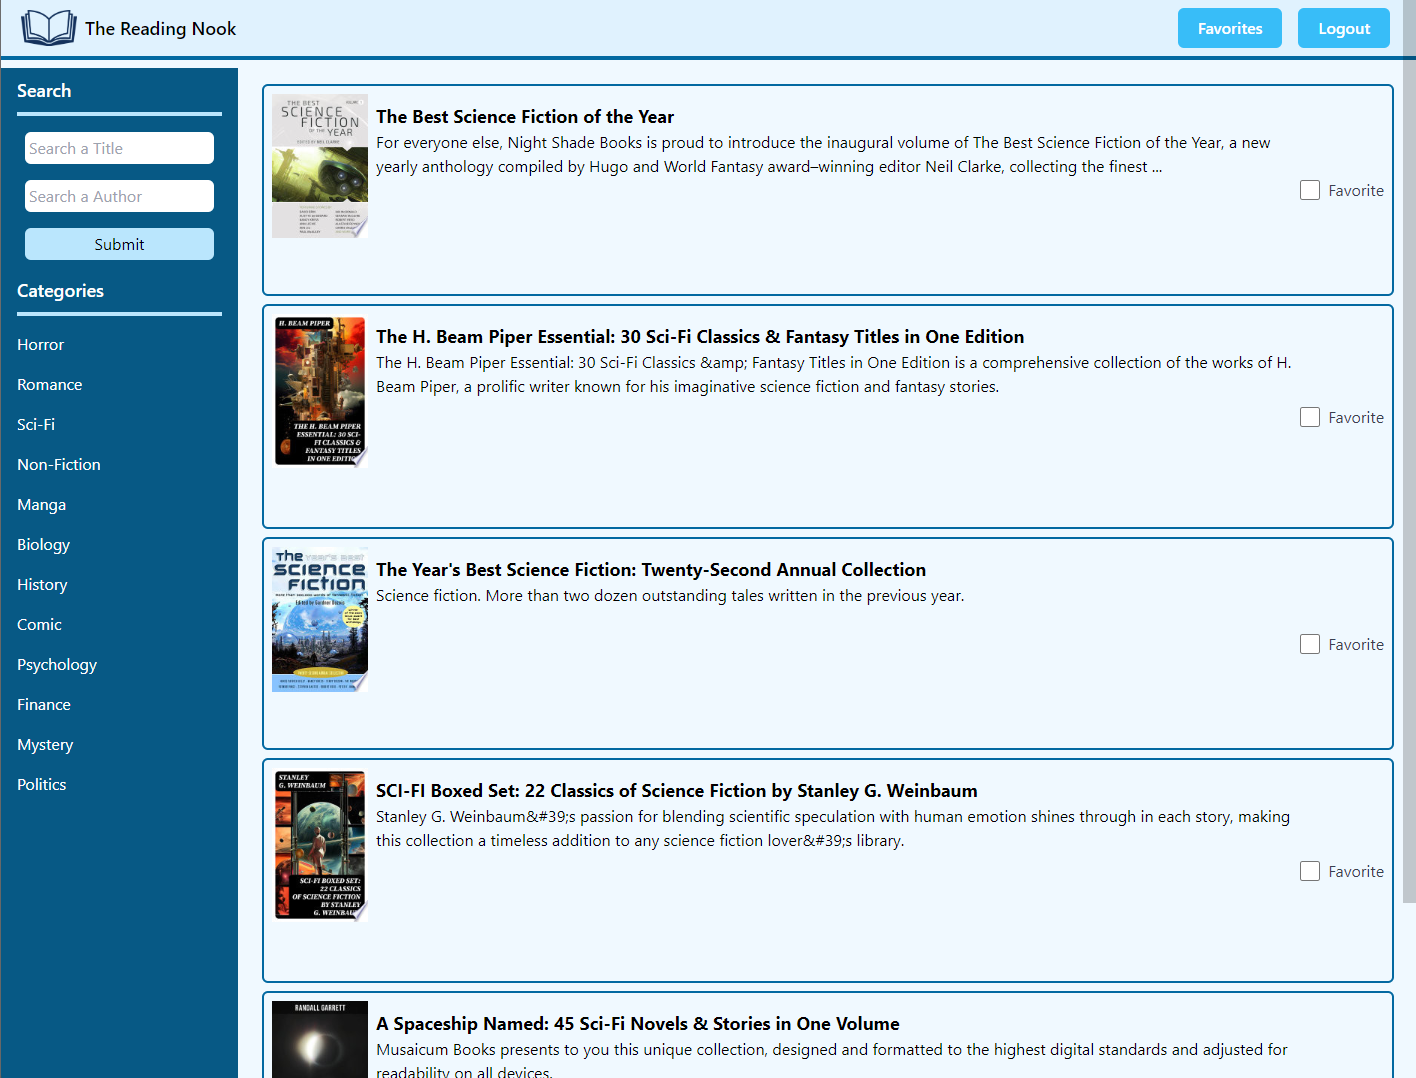 The Reading Nook
Favorites
Logout
Search
Search a Title
Search a Author
Submit
Categories
Horror
Romance
Sci-Fi
Non-Fiction
Manga
Biology
History
Comic
Psychology
Finance
Mystery
Politics
THE BEST
SCIENCE
FICTION
OF THE YEAR
EDITED BY NEIL CLARKE
The Best Science Fiction of the Year
For everyone else, Night Shade Books is proud to introduce the inaugural volume of The Best Science Fiction of the Year, a new
yearly anthology compiled by Hugo and World Fantasy award–winning editor Neil Clarke, collecting the finest ...
Favorite
H. BEAM PIPER
THE H. BEAM PIPER
ESSENTIAL: 30 SCI-
FI CLASSICS &
FANTASY TITLES
IN ONE EDITION
The H. Beam Piper Essential: 30 Sci-Fi Classics & Fantasy Titles in One Edition
The H. Beam Piper Essential: 30 Sci-Fi Classics &amp; Fantasy Titles in One Edition is a comprehensive collection of the works of H.
Beam Piper, a prolific writer known for his imaginative science fiction and fantasy stories.
Favorite
The YEAR'S BEST
SCIENCE
FICTION
Edited by Gardner Dozois
The Year's Best Science Fiction: Twenty-Second Annual Collection
Science fiction. More than two dozen outstanding tales written in the previous year.
Favorite
STANLEY
G. WEINBAUM
SCI-FI BOXED SET:
22 CLASSICS
OF SCIENCE FICTION
BY STANLEY
G. WEINBAUM
SCI-FI Boxed Set: 22 Classics of Science Fiction by Stanley G. Weinbaum
Stanley G. Weinbaum&#39;s passion for blending scientific speculation with human emotion shines through in each story, making
this collection a timeless addition to any science fiction lover&#39;s library.
Favorite
RANDALL GARRETT
A Spaceship Named: 45 Sci-Fi Novels & Stories in One Volume
Musaicum Books presents to you this unique collection, designed and formatted to the highest digital standards and adjusted for
readability on all devices.